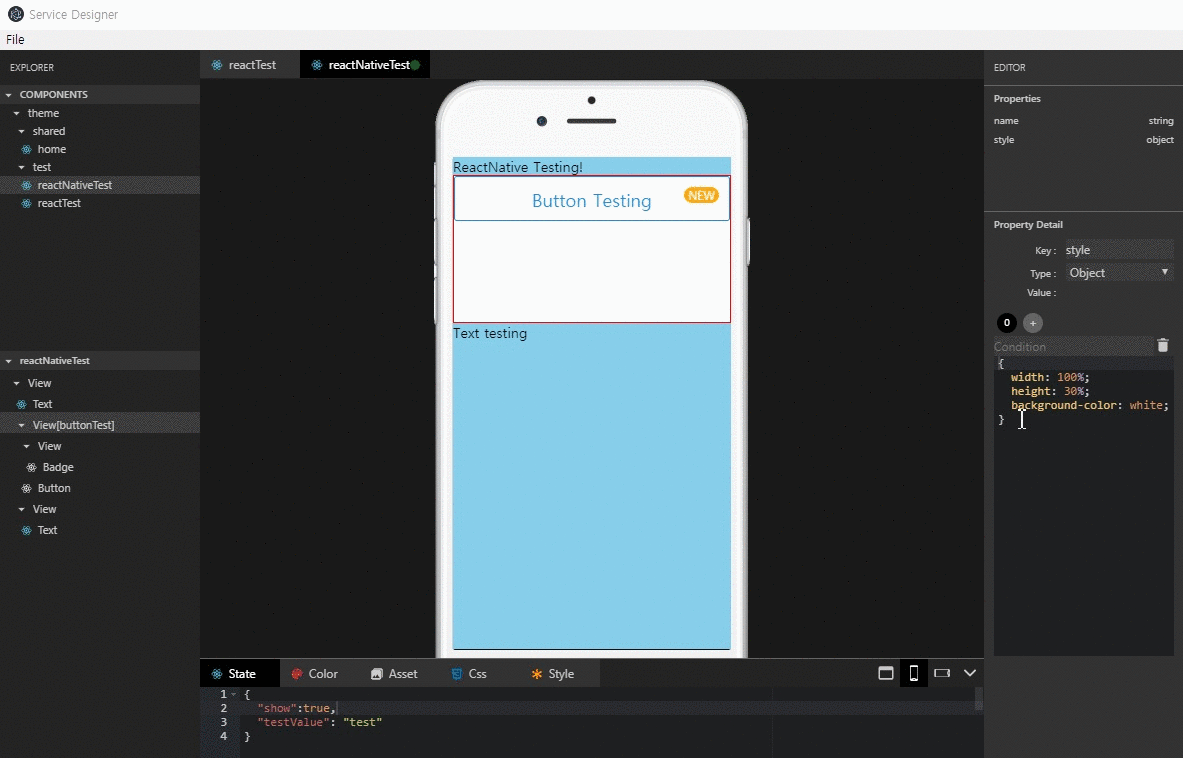 Service Designer
File
EXPLORER
COMPONENTS
theme
shared
home
test
reactNativeTest
reactTest
reactNativeTest
View
Text
View[buttonTest]
View
Badge
Button
View
Text
reactTest
reactNativeTest
ReactNative Testing!
Button Testing
NEW
Text testing
State
Color
Asset
Css
Style
1 {
2 "show":true,
3 "testValue": "test"
4 }
EDITOR
Properties
name string
style object
Property Detail
Key : style
Type : Object
Value :
0 +
Condition
{
width: 100%;
height: 30%;
background-color: white;
}